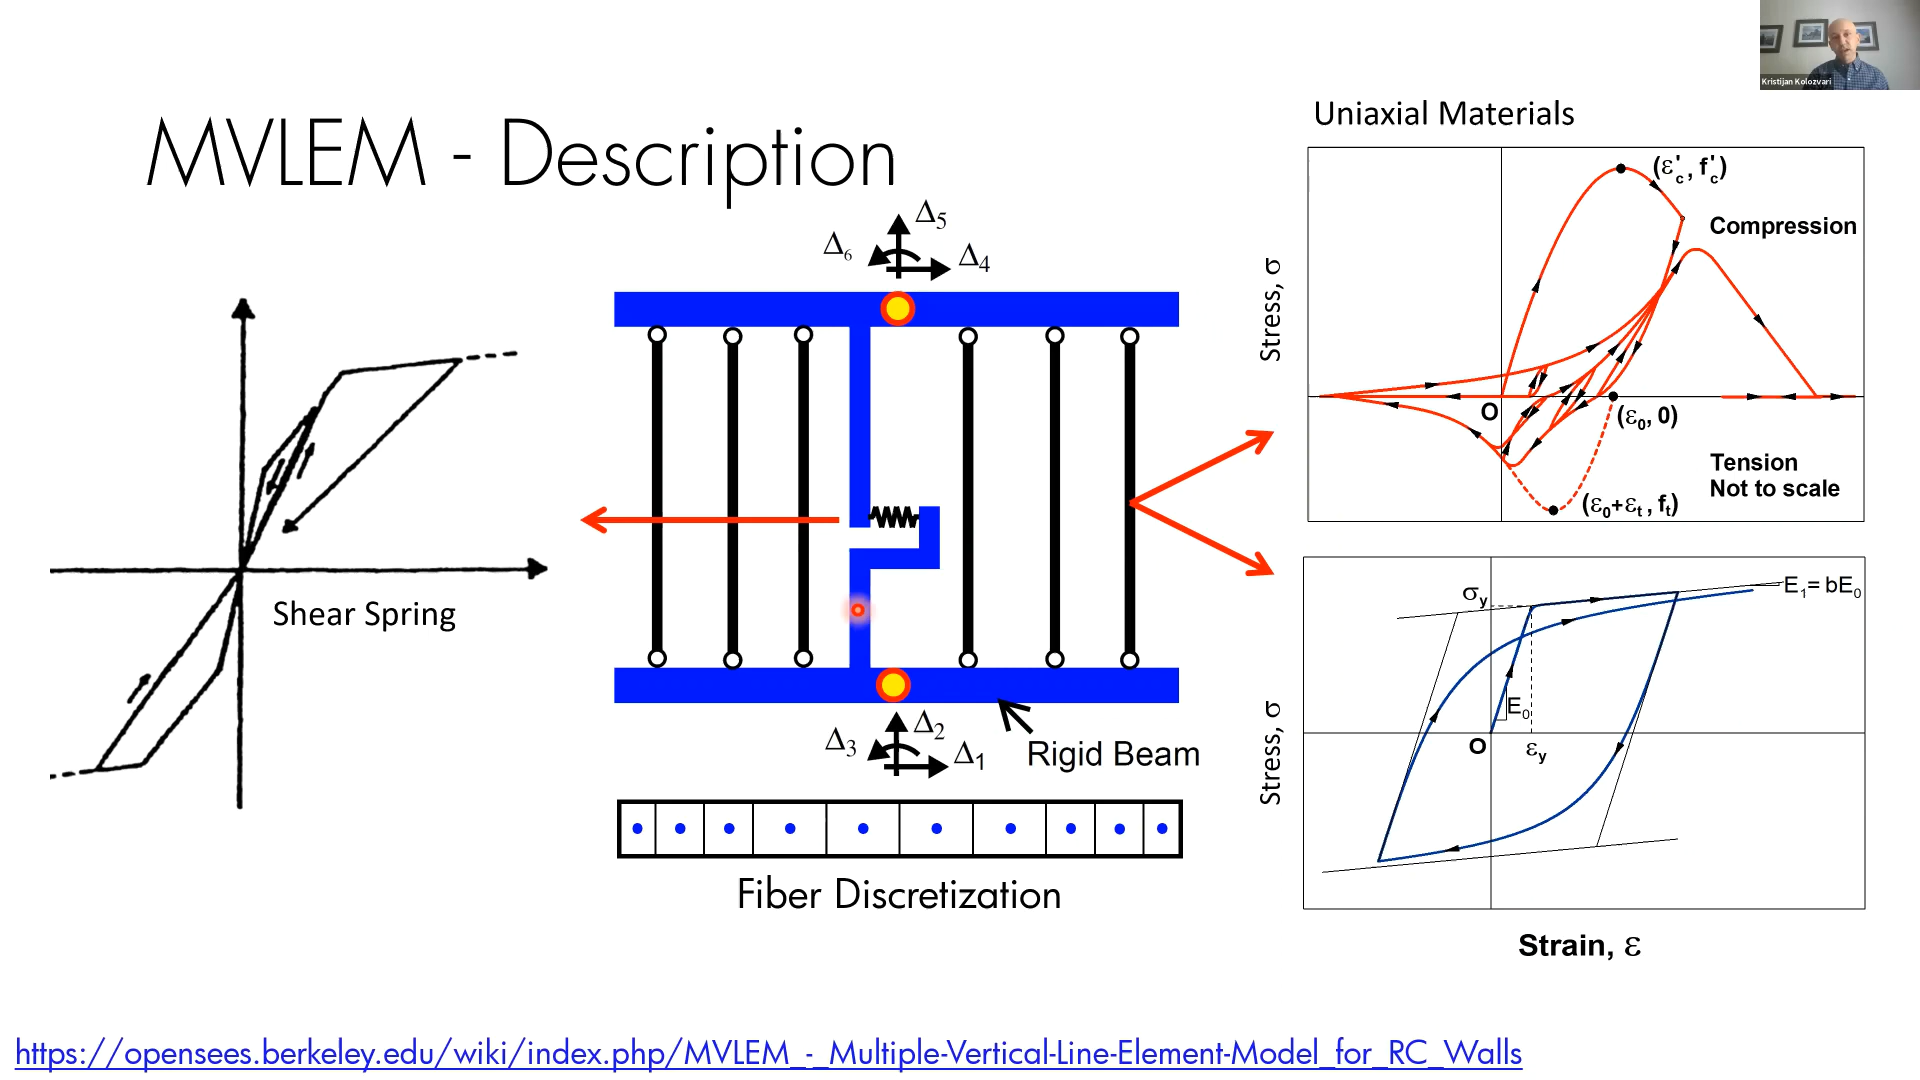 Kristijan Kolozvari
MVLEM - Description
Uniaxial Materials
(ε'c, f'c)
Compression
Stress, σ
O
(ε0, 0)
Tension
Not to scale
(ε0+εt, ft)
Δ5
Δ6
Δ4
Shear Spring
Δ2
Δ3
Δ1
Rigid Beam
Fiber Discretization
σy
E1= bE0
E0
Stress, σ
O
εy
Strain, ε
https://opensees.berkeley.edu/wiki/index.php/MVLEM_-_Multiple-Vertical-Line-Element-Model_for_RC_Walls